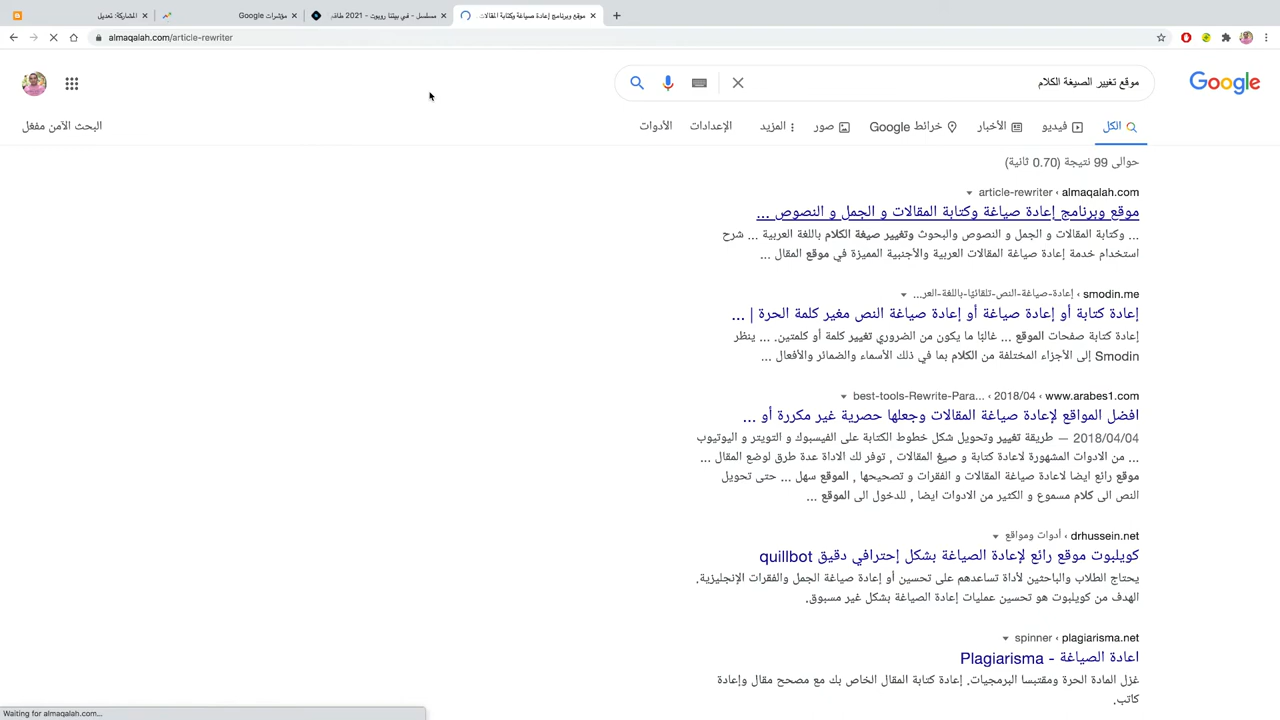 المشاركة: تعديل
مؤشرات Google
مسلسل - في بيتنا روبوت - 2021 طاقـ
موقع وبرنامج إعادة صياغة وكتابة المقالات
almaqalah.com/article-rewriter
موقع تغيير الصيغة الكلام
Google
الكل
فيديو
الأخبار
خرائط Google
صور
المزيد
الإعدادات
الأدوات
البحث الآمن مفعّل
حوالى 99 نتيجة (0.70 ثانية)
almaqalah.com › article-rewriter
موقع وبرنامج إعادة صياغة وكتابة المقالات و الجمل و النصوص ...
... وكتابة المقالات و الجمل و النصوص والبحوث وتغيير صيغة الكلام باللغة العربية ... شرح
استخدام خدمة إعادة صياغة المقالات العربية والأجنبية المميزة في موقع المقال ...
smodin.me › إعادة-صياغة-النص-تلقائيًا-باللغة-العر...
إعادة كتابة أو إعادة صياغة أو إعادة صياغة النص مغير كلمة الحرة | ...
إعادة كتابة صفحات الموقع ... غالبًا ما يكون من الضروري تغيير كلمة أو كلمتين. ... ينظر
Smodin إلى الأجزاء المختلفة من الكلام بما في ذلك الأسماء والضمائر والأفعال ...
www.arabes1.com › 2018/04 › best-tools-Rewrite-Para...
افضل المواقع لإعادة صياغة المقالات وجعلها حصرية غير مكررة أو ...
2018/04/04 — طريقة تغيير وتحويل شكل خطوط الكتابة على الفيسبوك و التويتر و اليوتيوب
... من الادوات المشهورة لاعادة كتابة و صيغ المقالات , توفر لك الاداة عدة طرق لوضع المقال ...
موقع رائع ايضا لاعادة صياغة المقالات و الفقرات و تصحيحها , الموقع سهل ... حتى تحويل
النص الى كلام مسموع و الكثير من الادوات ايضا , للدخول الى الموقع ...
drhussein.net › أدوات ومواقع
كويلبوت موقع رائع لإعادة الصياغة بشكل إحترافي دقيق quillbot
يحتاج الطلاب والباحثين لأداة تساعدهم على تحسين أو إعادة صياغة الجمل والفقرات الإنجليزية.
الهدف من كويلبوت هو تحسين عمليات إعادة الصياغة بشكل غير مسبوق.
plagiarisma.net › spinner
اعادة الصياغة - Plagiarisma
غزل المادة الحرة ومقتبسا البرمجيات. إعادة كتابة المقال الخاص بك مع مصحح مقال وإعادة
كاتب.
Waiting for almaqalah.com...